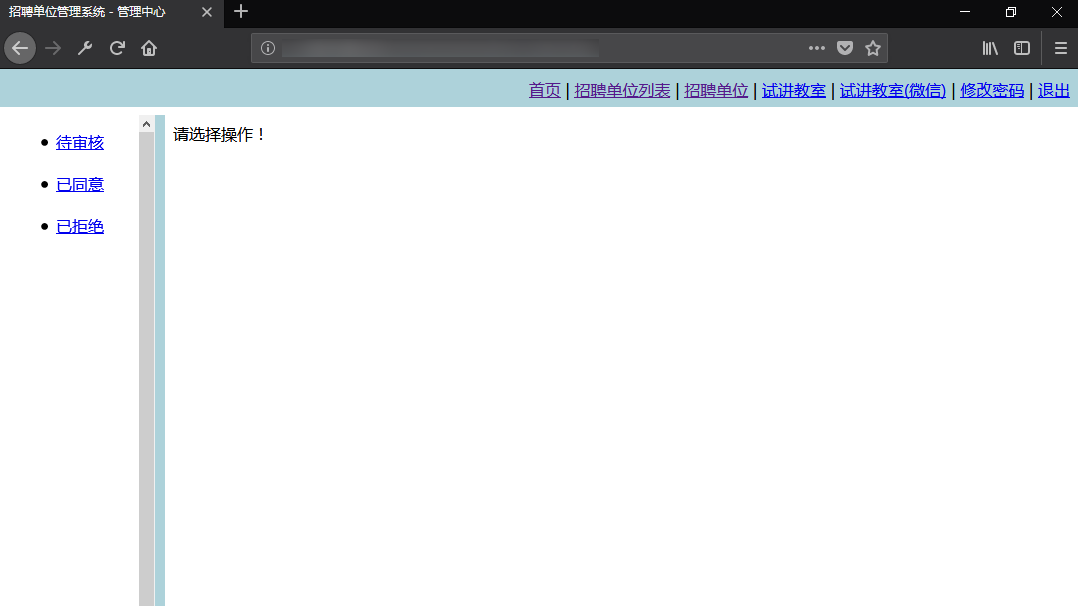 招聘单位管理系统 - 管理中心
首页 | 招聘单位列表 | 招聘单位 | 试讲教室 | 试讲教室(微信) | 修改密码 | 退出
待审核
已同意
已拒绝
请选择操作！